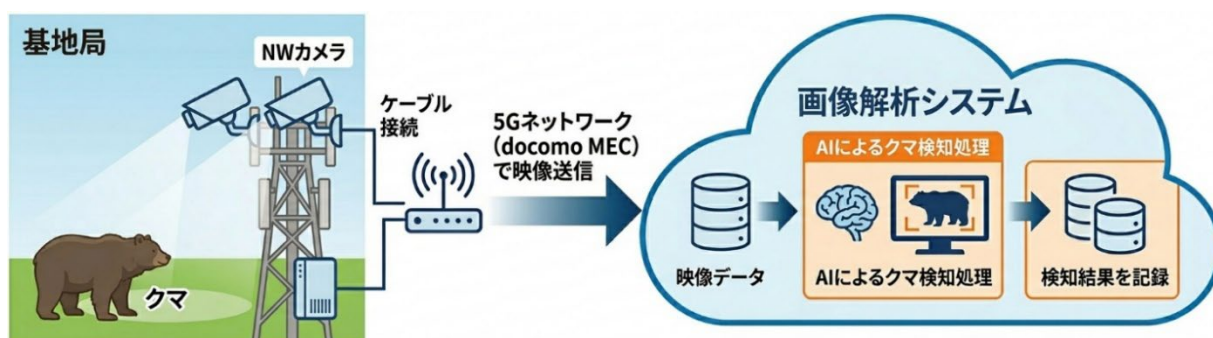 基地局
NWカメラ
クマ
ケーブル
接続
5Gネットワーク
(docomo MEC)
で映像送信
画像解析システム
映像データ
AIによるクマ検知処理
AIによるクマ検知処理
検知結果を記録